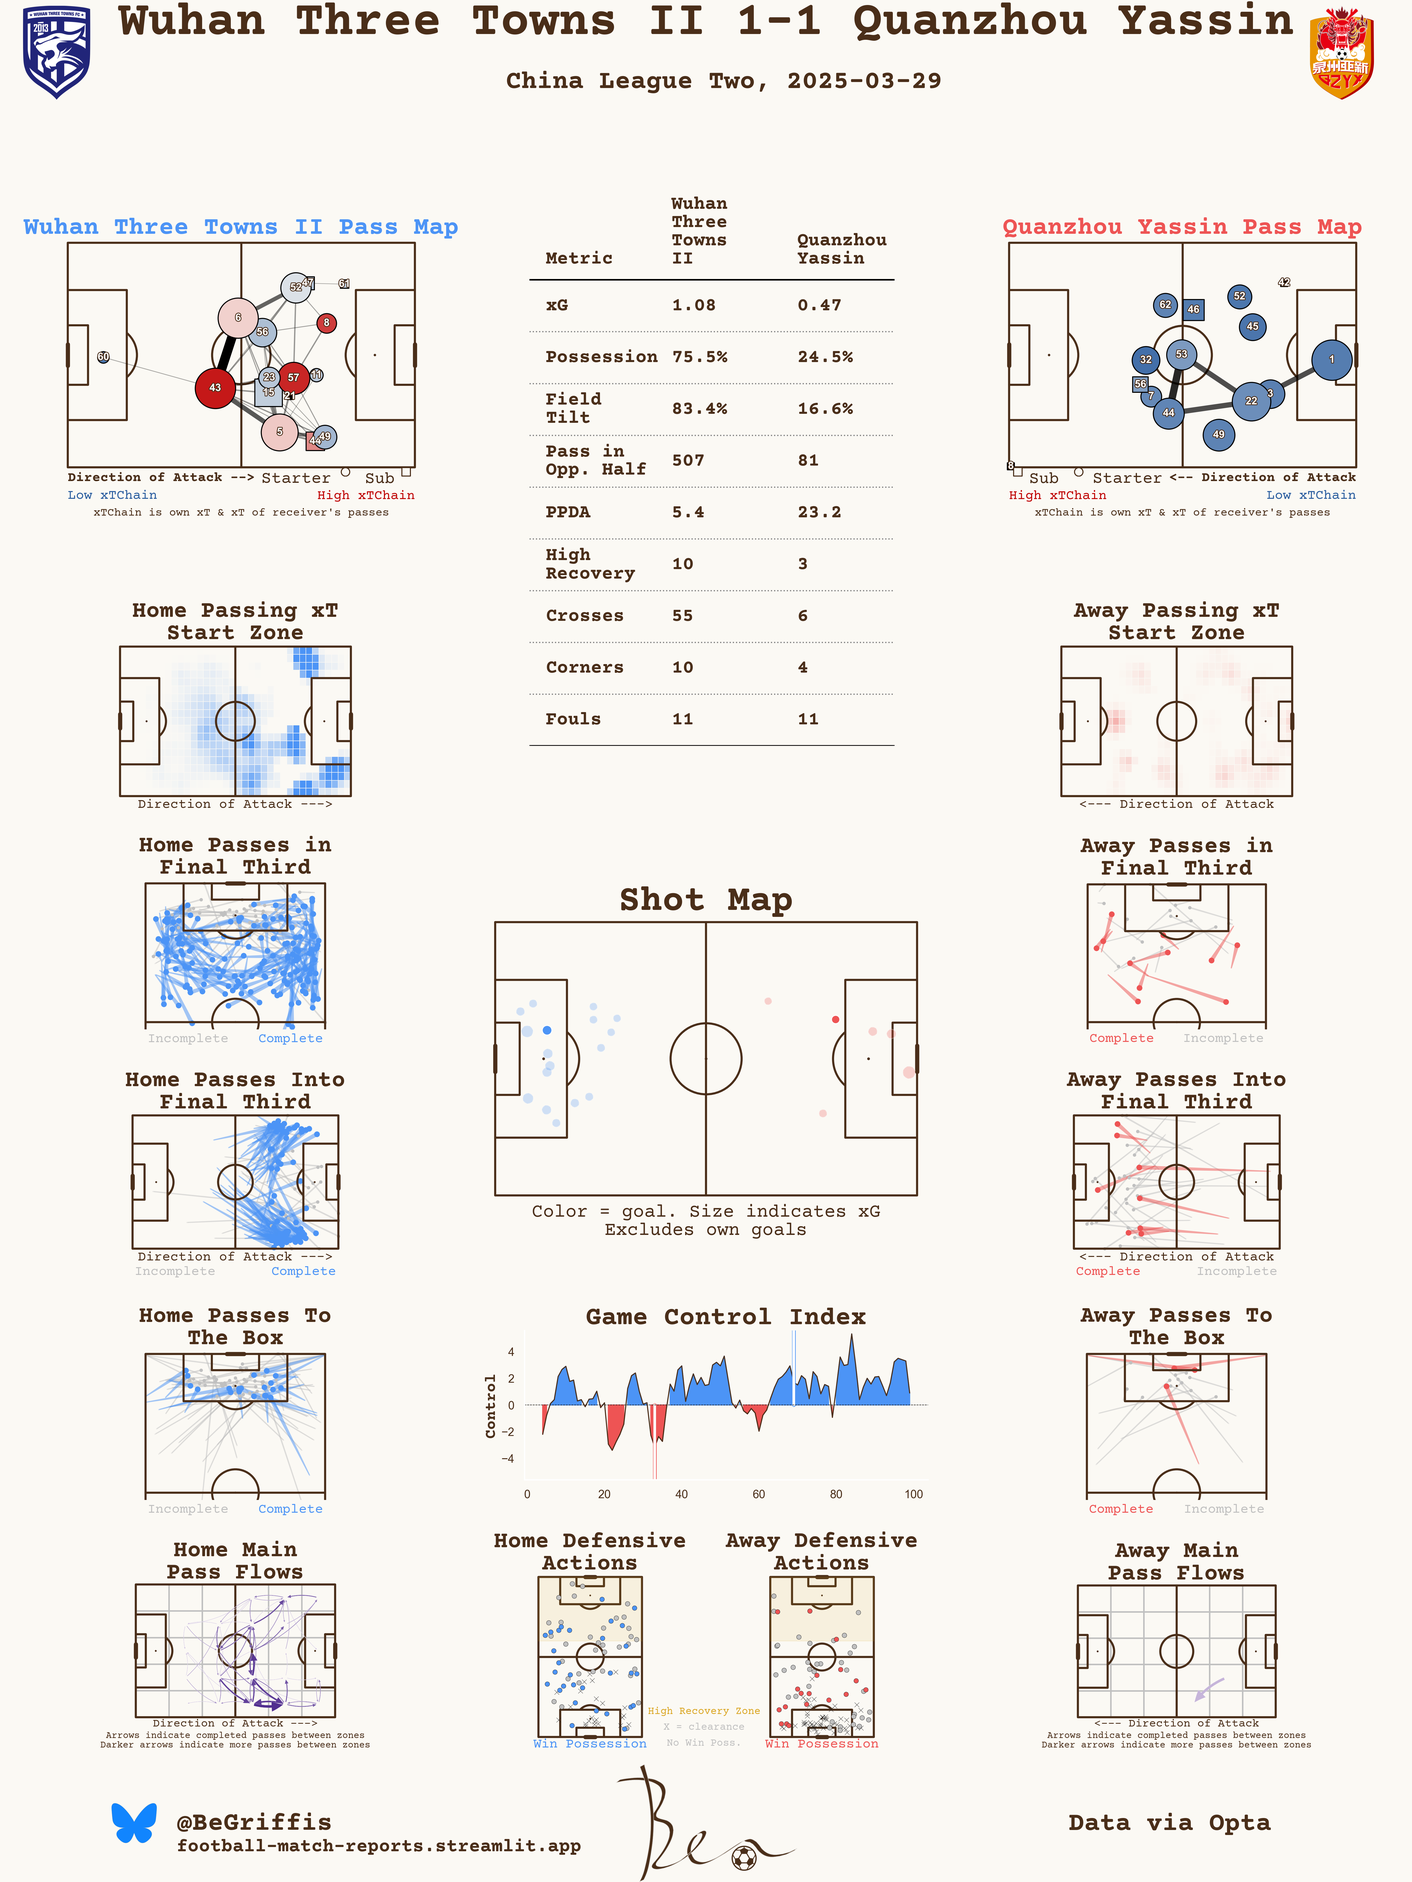 Wuhan Three Towns II 1-1 Quanzhou Yassin
China League Two, 2025-03-29
WUHAN THREE TOWNS FC
2013
泉州亚新
QZYX
Wuhan Three Towns II Pass Map
60
6
52
47
61
56
8
43
23
57
11
15
21
5
49
Direction of Attack --> Starter Sub
Low xTChain High xTChain
xTChain is own xT & xT of receiver's passes
Metric Wuhan Three Towns II Quanzhou Yassin
xG 1.08 0.47
Possession 75.5% 24.5%
Field Tilt 83.4% 16.6%
Pass in Opp. Half 507 81
PPDA 5.4 23.2
High Recovery 10 3
Crosses 55 6
Corners 10 4
Fouls 11 11
Quanzhou Yassin Pass Map
42
62
46
52
45
32
53
1
56
7
44
22
3
49
8
Sub Starter <-- Direction of Attack
High xTChain Low xTChain
xTChain is own xT & xT of receiver's passes
Home Passing xT
Start Zone
Direction of Attack --->
Away Passing xT
Start Zone
<--- Direction of Attack
Home Passes in
Final Third
Incomplete Complete
Away Passes in
Final Third
Complete Incomplete
Shot Map
Color = goal. Size indicates xG
Excludes own goals
Home Passes Into
Final Third
Direction of Attack --->
Incomplete Complete
Away Passes Into
Final Third
<--- Direction of Attack
Complete Incomplete
Home Passes To
The Box
Incomplete Complete
Game Control Index
Control
4
2
0
−2
−4
0 20 40 60 80 100
Away Passes To
The Box
Complete Incomplete
Home Main
Pass Flows
Direction of Attack --->
Arrows indicate completed passes between zones
Darker arrows indicate more passes between zones
Home Defensive
Actions
Win Possession
Away Defensive
Actions
Win Possession
High Recovery Zone
X = clearance
No Win Poss.
Away Main
Pass Flows
<--- Direction of Attack
Arrows indicate completed passes between zones
Darker arrows indicate more passes between zones
@BeGriffis
football-match-reports.streamlit.app
Ben
Data via Opta